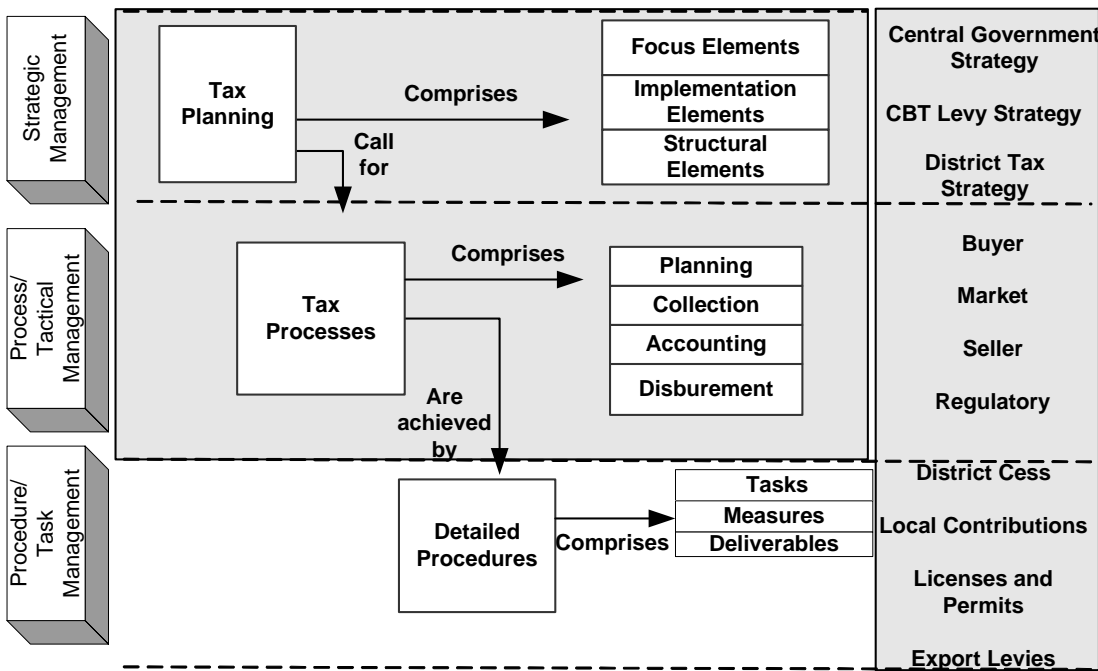 Strategic
Management
Tax
Planning
Comprises
Call
for
Focus Elements
Implementation
Elements
Structural
Elements
Central Government
Strategy
CBT Levy Strategy
District Tax
Strategy
Process/
Tactical
Management
Tax
Processes
Comprises
Are
achieved
by
Planning
Collection
Accounting
Disburement
Buyer
Market
Seller
Regulatory
Procedure/
Task
Management
Detailed
Procedures
Comprises
Tasks
Measures
Deliverables
District Cess
Local Contributions
Licenses and
Permits
Export Levies